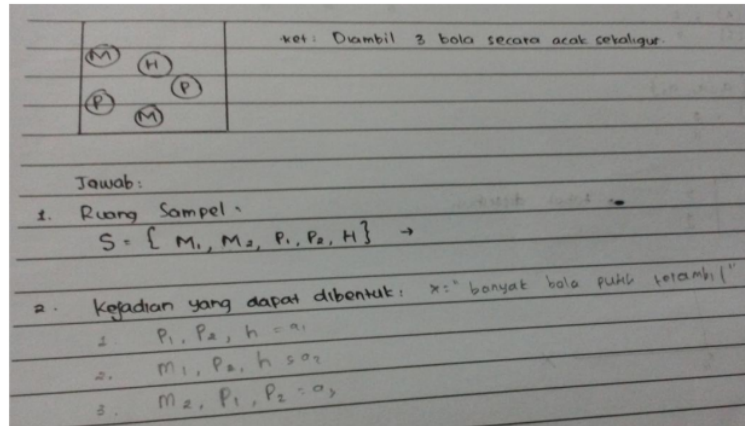 ket: Diambil 3 bola secara acak sekaligus.
M
H
P
P
M
Jawab:
1. Ruang Sampel.
S = { M1, M2, P1, P2, H } →
2. Kejadian yang dapat dibentuk: x = "banyak bola putih terambil"
1 P1, P2, h = a1
2. m1, P2, h = a2
3. m2, P1, P2 = a3